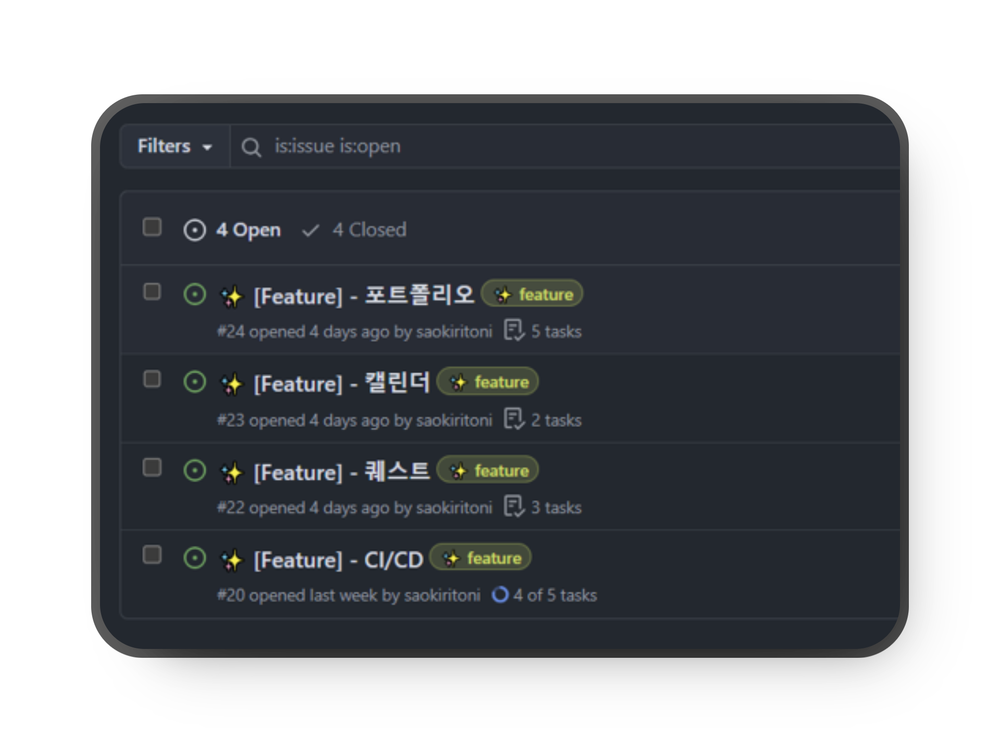 Filters is:issue is:open
4 Open 4 Closed
✨ [Feature] - 포트폴리오 ✨ feature
#24 opened 4 days ago by saokiritoni 5 tasks
✨ [Feature] - 캘린더 ✨ feature
#23 opened 4 days ago by saokiritoni 2 tasks
✨ [Feature] - 퀘스트 ✨ feature
#22 opened 4 days ago by saokiritoni 3 tasks
✨ [Feature] - CI/CD ✨ feature
#20 opened last week by saokiritoni 4 of 5 tasks